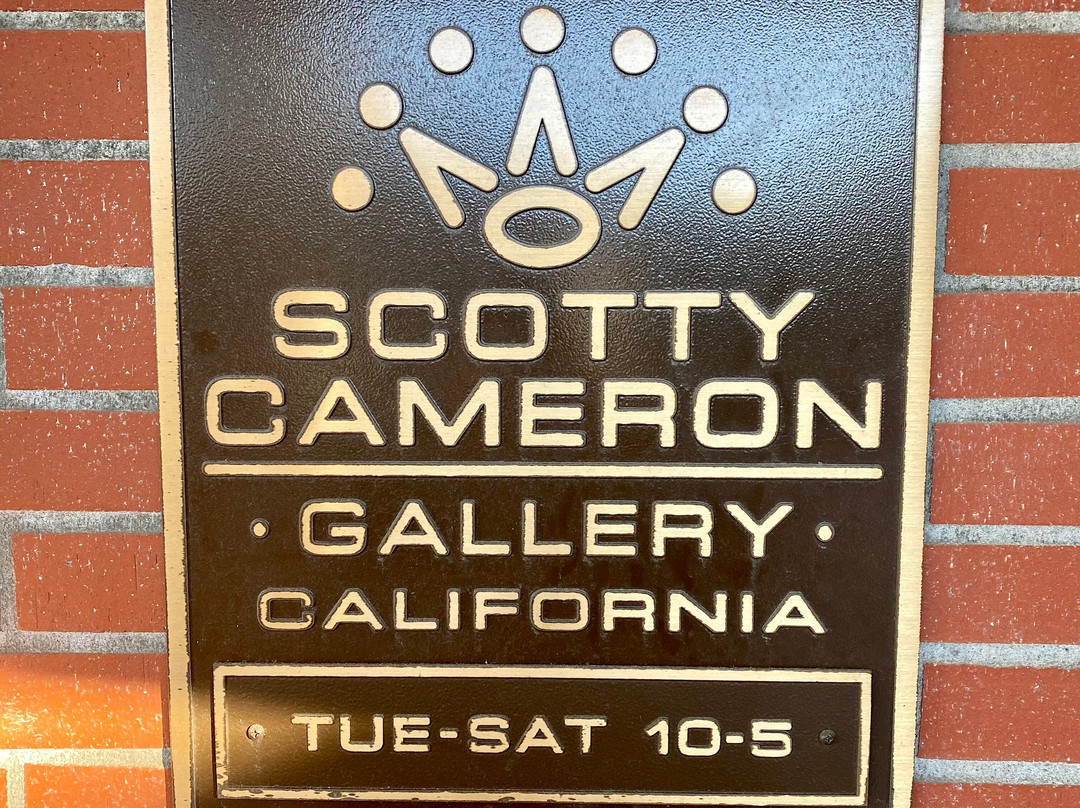 SCOTTY
CAMERON
• GALLERY •
CALIFORNIA
TUE-SAT 10-5